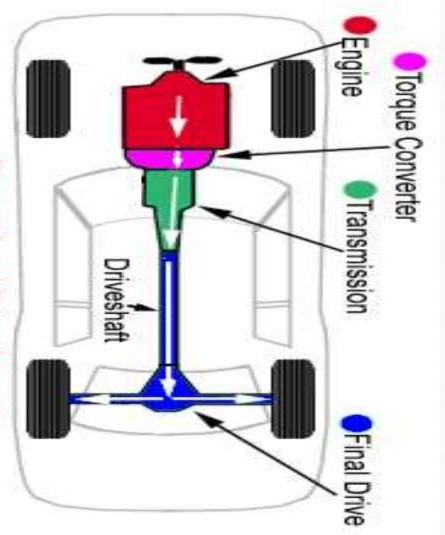 Engine
Torque Converter
Transmission
Driveshaft
Final Drive